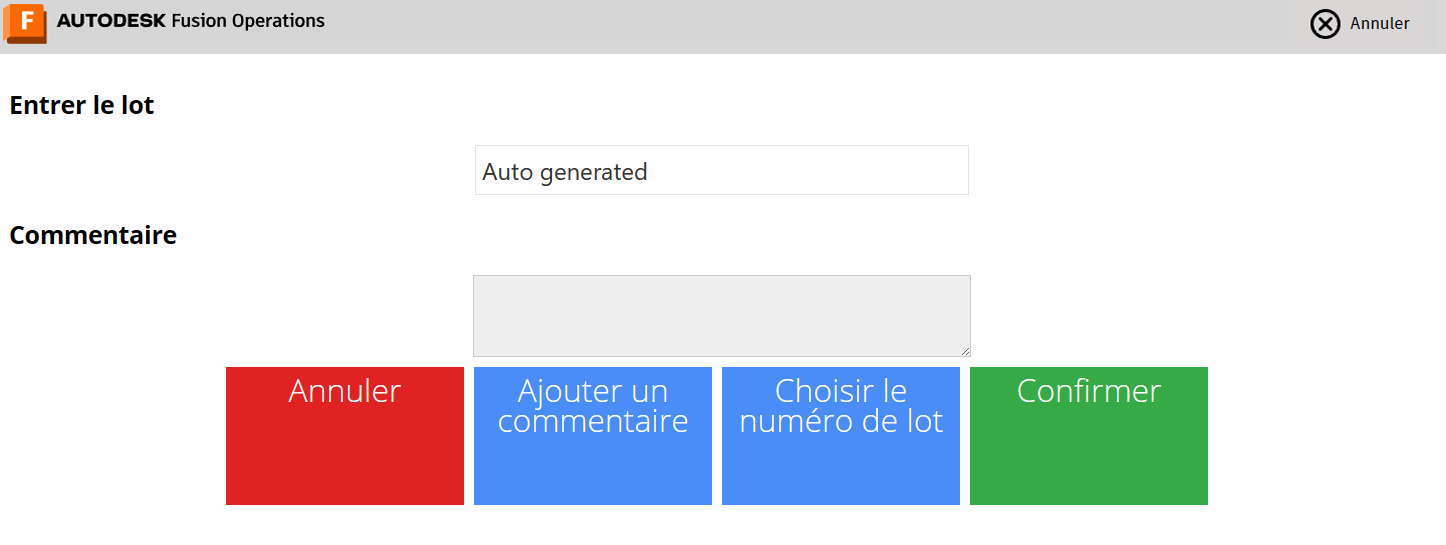 F AUTODESK Fusion Operations
Annuler
Entrer le lot
Auto generated
Commentaire
Annuler
Ajouter un
commentaire
Choisir le
numéro de lot
Confirmer